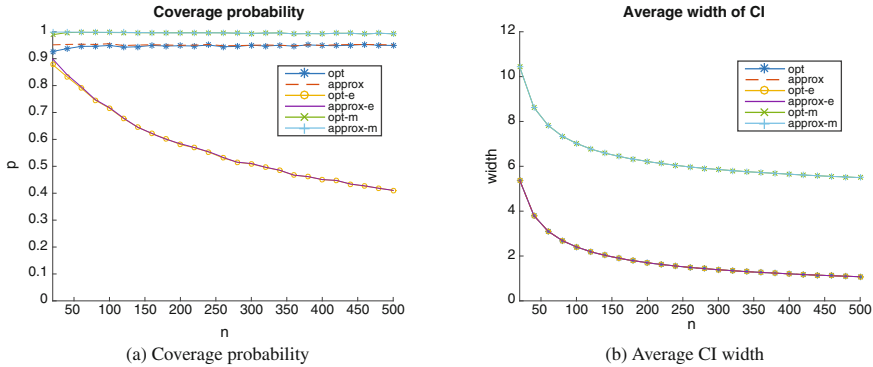 Coverage probability
1
0.9
0.8
0.7
0.6
0.5
0.4
0.3
0.2
0.1
0
p
opt
approx
opt-e
approx-e
opt-m
approx-m
50 100 150 200 250 300 350 400 450 500
n
(a) Coverage probability
Average width of CI
12
10
8
6
4
2
0
width
opt
approx
opt-e
approx-e
opt-m
approx-m
50 100 150 200 250 300 350 400 450 500
n
(b) Average CI width